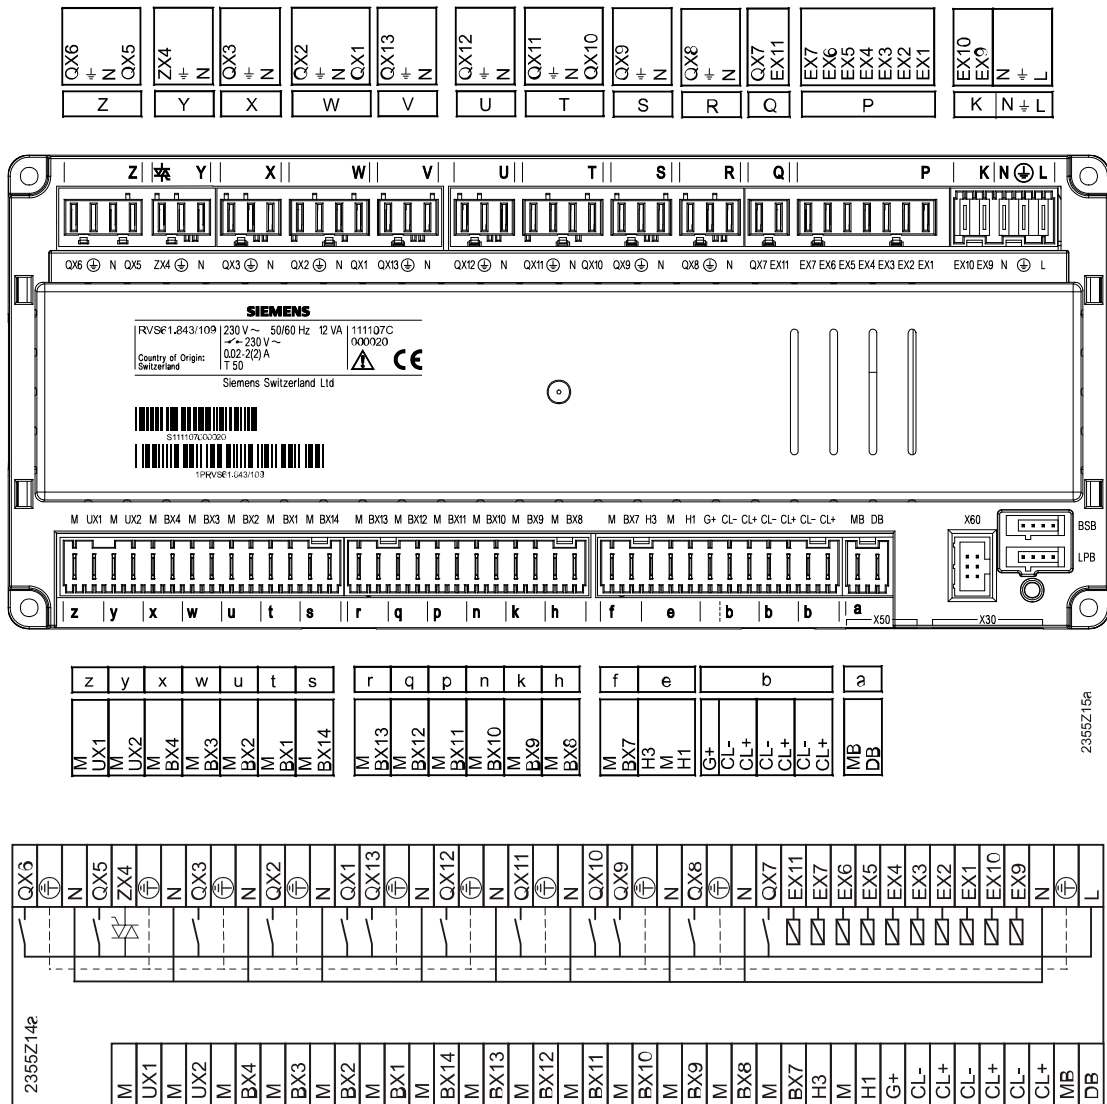 QX6 ⏚ N QX5 ZX4 ⏚ N QX3 ⏚ N QX2 ⏚ N QX1 QX13 ⏚ N QX12 ⏚ N QX11 ⏚ N QX10 QX9 ⏚ N QX8 ⏚ N QX7 EX11 EX7 EX6 EX5 EX4 EX3 EX2 EX1 EX10 EX9 N ⏚ L
Z Y X W V U T S R Q P K N ⏚ L
Z Y X W V U T S R Q P K N ⏚ L
QX6 ⏚ N QX5 ZX4 ⏚ N QX3 ⏚ N QX2 ⏚ N QX1 QX13 ⏚ N QX12 ⏚ N QX11 ⏚ N QX10 QX9 ⏚ N QX8 ⏚ N QX7 EX11 EX7 EX6 EX5 EX4 EX3 EX2 EX1 EX10 EX9 N ⏚ L
SIEMENS
RVS61.843/109 230 V ~ 50/60 Hz 12 VA 111107C
230 V ~ 000020
Country of Origin: 0.02-2(2) A
Switzerland T 50 CE
Siemens Switzerland Ltd
1PRVS61.843/109
M UX1 M UX2 M BX4 M BX3 M BX2 M BX1 M BX14 M BX13 M BX12 M BX11 M BX10 M BX9 M BX8 M BX7 H3 M H1 G+ CL- CL+ CL- CL+ CL- CL+ MB DB X60 BSB
LPB
z y x w u t s r q p n k h f e b b b a
X50 X30
z y x w u t s r q p n k h f e b a
M UX1 M UX2 M BX4 M BX3 M BX2 M BX1 M BX14 M BX13 M BX12 M BX11 M BX10 M BX9 M BX8 M BX7 H3 M H1 G+ CL- CL+ CL- CL+ CL- CL+ MB DB
2355Z15a
QX6 ⏚ N QX5 ZX4 ⏚ N QX3 ⏚ N QX2 ⏚ N QX1 QX13 ⏚ N QX12 ⏚ N QX11 ⏚ N QX10 QX9 ⏚ N QX8 ⏚ N QX7 EX11 EX7 EX6 EX5 EX4 EX3 EX2 EX1 EX10 EX9 N ⏚ L
2355Z14a
M UX1 M UX2 M BX4 M BX3 M BX2 M BX1 M BX14 M BX13 M BX12 M BX11 M BX10 M BX9 M BX8 M BX7 H3 M H1 G+ CL- CL+ CL- CL+ CL- CL+ MB DB